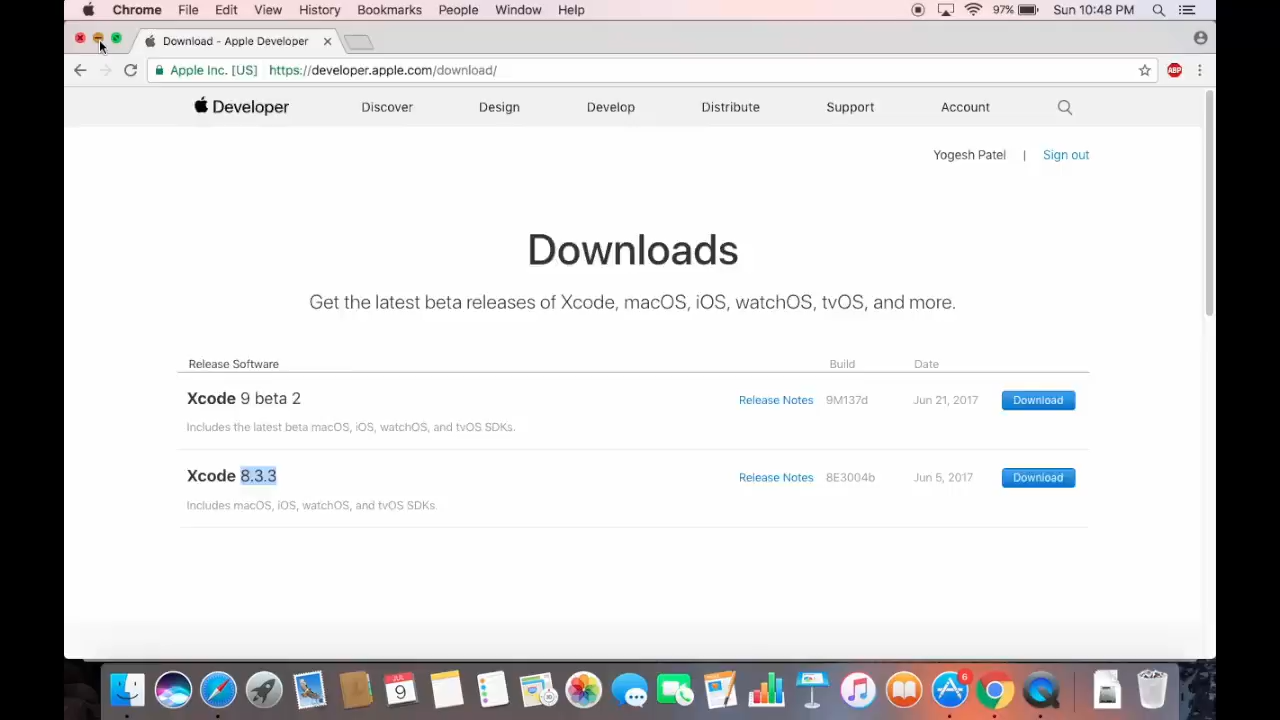 Chrome File Edit View History Bookmarks People Window Help 97% Sun 10:48 PM
Download - Apple Developer
Apple Inc. [US] https://developer.apple.com/download/ ABP
Developer Discover Design Develop Distribute Support Account
Yogesh Patel | Sign out
Downloads
Get the latest beta releases of Xcode, macOS, iOS, watchOS, tvOS, and more.
Release Software Build Date
Xcode 9 beta 2 Release Notes 9M137d Jun 21, 2017 Download
Includes the latest beta macOS, iOS, watchOS, and tvOS SDKs.
Xcode 8.3.3 Release Notes 8E3004b Jun 5, 2017 Download
Includes macOS, iOS, watchOS, and tvOS SDKs.
9 6